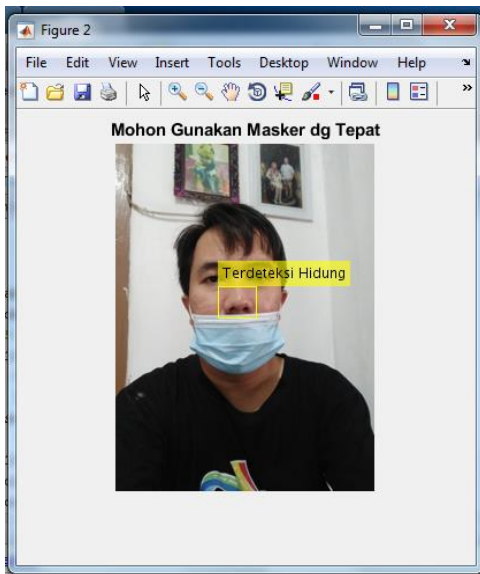 Figure 2
File Edit View Insert Tools Desktop Window Help
Mohon Gunakan Masker dg Tepat
Terdeteksi Hidung